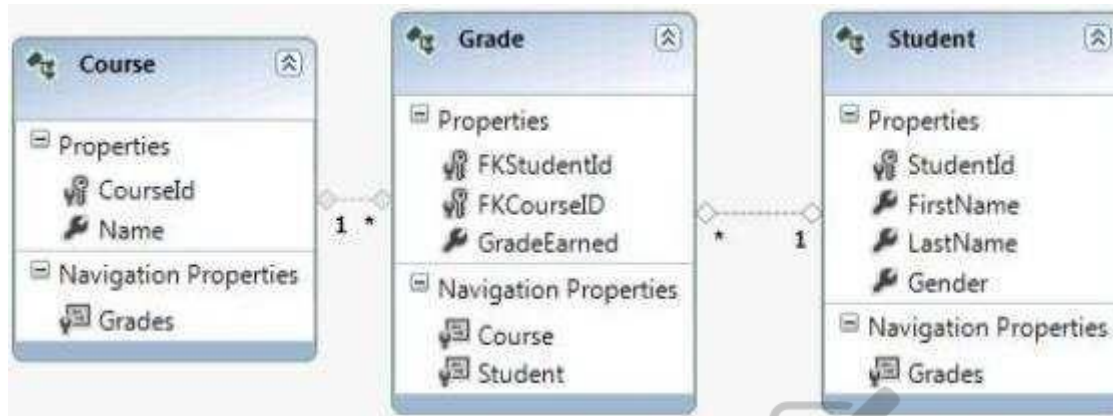 Course
Properties
CourseId
Name
Navigation Properties
Grades
1 *
Grade
Properties
FKStudentId
FKCourseID
GradeEarned
Navigation Properties
Course
Student
* 1
Student
Properties
StudentId
FirstName
LastName
Gender
Navigation Properties
Grades